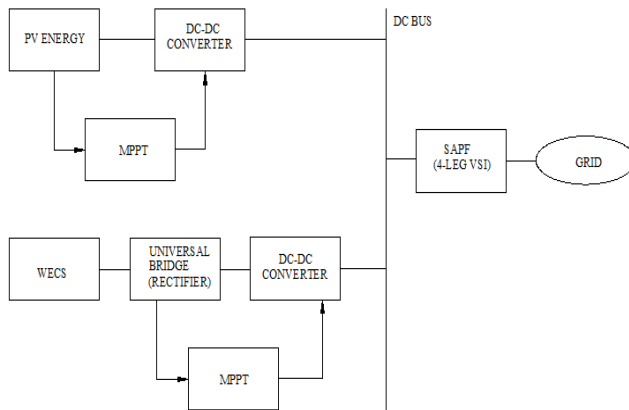 PV ENERGY
DC-DC
CONVERTER
DC BUS
MPPT
SAPF
(4-LEG VSI)
GRID
WECS
UNIVERSAL
BRIDGE
(RECTIFIER)
DC-DC
CONVERTER
MPPT